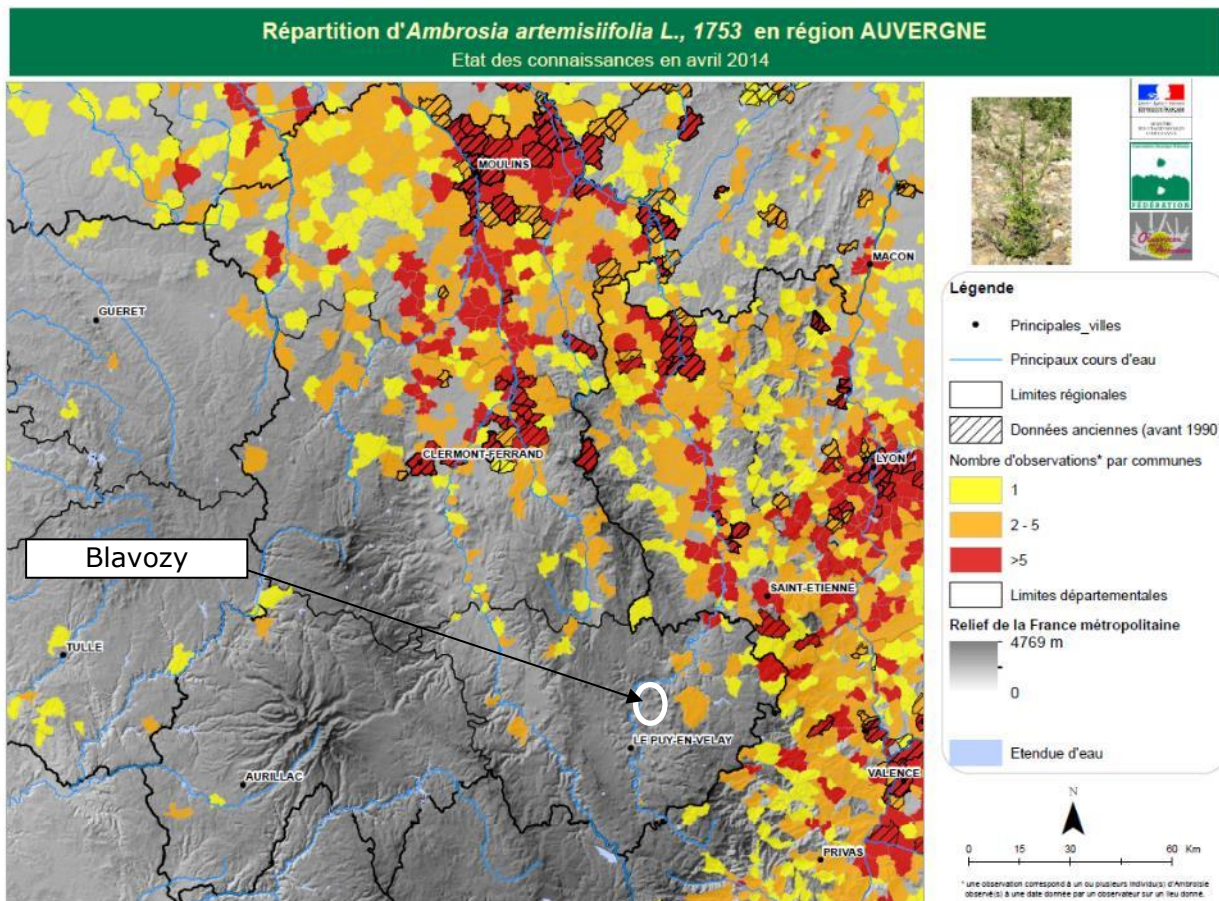 Répartition d'Ambrosia artemisiifolia L., 1753 en région AUVERGNE
Etat des connaissances en avril 2014
MOULINS
MACON
GUERET
CLERMONT-FERRAND
LYON
Blavozy
SAINT-ETIENNE
TULLE
LE PUY-EN-VELAY
AURILLAC
VALENCE
PRIVAS
FÉDÉRATION
Légende
Principales_villes
Principaux cours d'eau
Limites régionales
Données anciennes (avant 1990
Nombre d'observations* par communes
1
2 - 5
>5
Limites départementales
Relief de la France métropolitaine
4769 m
0
Etendue d'eau
N
0 15 30 60 Km
* une observation correspond à un ou plusieurs individu(s) d'Ambroisie
observé(s) à une date donnée par un observateur sur un lieu donné.